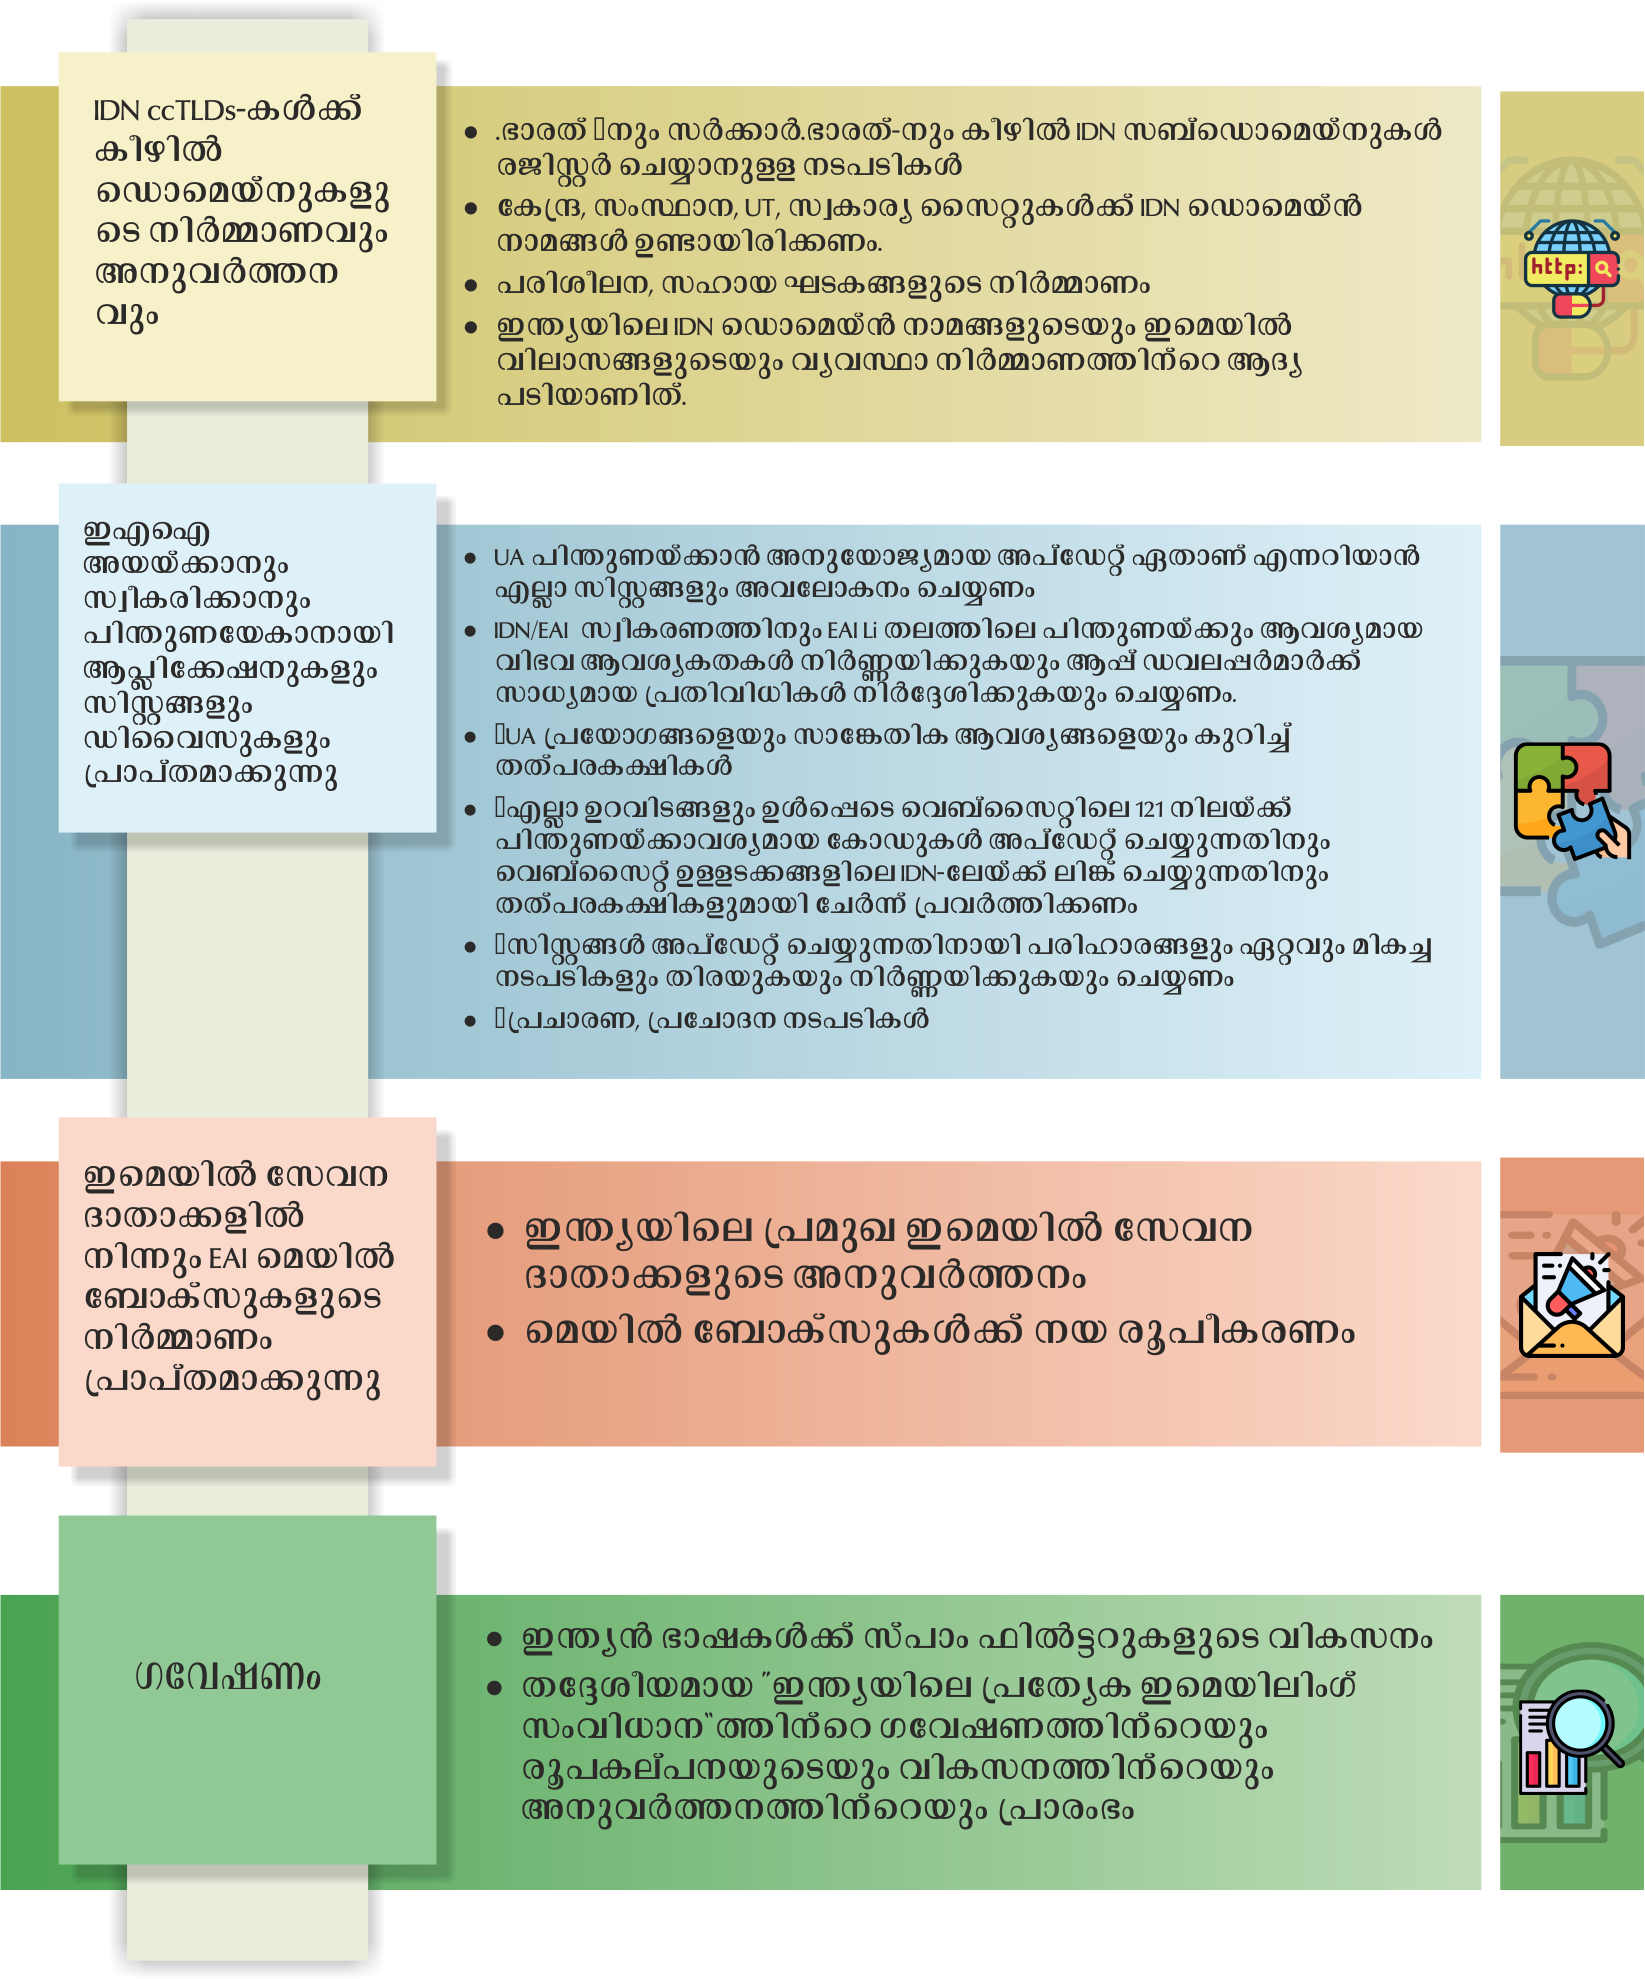 IDN ccTLDs-കൾക്ക്
കീഴിൽ
ഡൊമെയ്നുകളു
ടെ നിർമ്മാണവും
അനുവർത്തന
വും
• .ഭാരത് നും സർക്കാർ.ഭാരത്-നും കീഴിൽ IDN സബ്ഡൊമെയ്നുകൾ
രജിസ്റ്റർ ചെയ്യാനുളള നടപടികൾ
• കേന്ദ്ര, സംസ്ഥാന, UT, സ്വകാര്യ സൈറ്റുകൾക്ക് IDN ഡൊമെയ്ൻ
നാമങ്ങൾ ഉണ്ടായിരിക്കണം.
• പരിശീലന, സഹായ ഘടകങ്ങളുടെ നിർമ്മാണം
• ഇന്ത്യയിലെ IDN ഡൊമെയ്ൻ നാമങ്ങളുടെയും ഇമെയിൽ
വിലാസങ്ങളുടെയും വ്യവസ്ഥാ നിർമ്മാണത്തിന്റെ ആദ്യ
പടിയാണിത്.
http:
ഇഎഐ
അയയ്ക്കാനും
സ്വീകരിക്കാനും
പിന്തുണയേകാനായി
ആപ്ലിക്കേഷനുകളും
സിസ്റ്റങ്ങളും
ഡിവൈസുകളും
പ്രാപ്തമാക്കുന്നു
• UA പിന്തുണയ്ക്കാൻ അനുയോജ്യമായ അപ്ഡേറ്റ് ഏതാണ് എന്നറിയാൻ
എല്ലാ സിസ്റ്റങ്ങളും അവലോകനം ചെയ്യണം
• IDN/EAI സ്വീകരണത്തിനും EAI Li തലത്തിലെ പിന്തുണയ്ക്കും ആവശ്യമായ
വിഭവ ആവശ്യകതകൾ നിർണ്ണയിക്കുകയും ആപ്പ് ഡവലപ്പർമാർക്ക്
സാധ്യമായ പ്രതിവിധികൾ നിർദ്ദേശിക്കുകയും ചെയ്യണം.
• UA പ്രയോഗങ്ങളെയും സാങ്കേതിക ആവശ്യങ്ങളെയും കുറിച്ച്
തത്പരകക്ഷികൾ
• എല്ലാ ഉറവിടങ്ങളും ഉൾപ്പെടെ വെബ്സൈറ്റിലെ 121 നിലയ്ക്ക്
പിന്തുണയ്ക്കാവശ്യമായ കോഡുകൾ അപ്ഡേറ്റ് ചെയ്യുന്നതിനും
വെബ്സൈറ്റ് ഉളളടക്കങ്ങളിലെ IDN-ലേയ്ക്ക് ലിങ്ക് ചെയ്യുന്നതിനും
തത്പരകക്ഷികളുമായി ചേർന്ന് പ്രവർത്തിക്കണം
• സിസ്റ്റങ്ങൾ അപ്ഡേറ്റ് ചെയ്യുന്നതിനായി പരിഹാരങ്ങളും ഏറ്റവും മികച്ച
നടപടികളും തിരയുകയും നിർണ്ണയിക്കുകയും ചെയ്യണം
• പ്രചാരണ, പ്രചോദന നടപടികൾ
ഇമെയിൽ സേവന
ദാതാക്കളിൽ
നിന്നും EAI മെയിൽ
ബോക്സുകളുടെ
നിർമ്മാണം
പ്രാപ്തമാക്കുന്നു
• ഇന്ത്യയിലെ പ്രമുഖ ഇമെയിൽ സേവന
ദാതാക്കളുടെ അനുവർത്തനം
• മെയിൽ ബോക്സുകൾക്ക് നയ രൂപീകരണം
ഗവേഷണം
• ഇന്ത്യൻ ഭാഷകൾക്ക് സ്പാം ഫിൽട്ടറുകളുടെ വികസനം
• തദ്ദേശീയമായ "ഇന്ത്യയിലെ പ്രത്യേക ഇമെയിലിംഗ്
സംവിധാന"ത്തിന്റെ ഗവേഷണത്തിന്റെയും
രൂപകല്പനയുടെയും വികസനത്തിന്റെയും
അനുവർത്തനത്തിന്റെയും പ്രാരംഭം